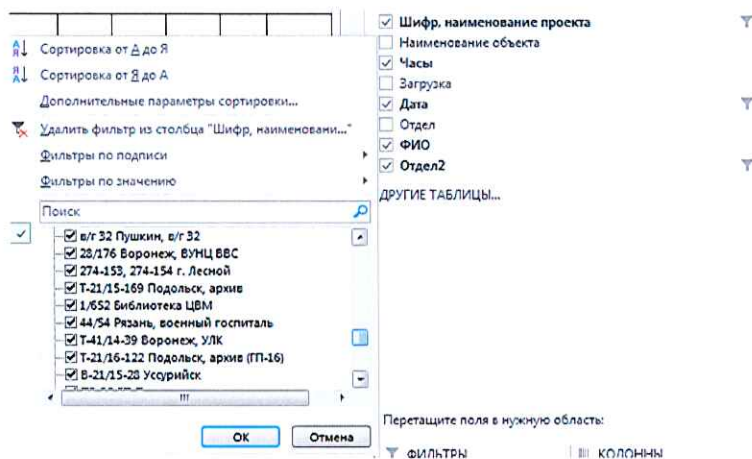 Сортировка от А до Я
Сортировка от Я до А
Дополнительные параметры сортировки...
Удалить фильтр из столбца "Шифр, наименовани..."
Фильтры по подписи
Фильтры по значению
Поиск
в/г 32 Пушкин, в/г 32
28/176 Воронеж, ВУНЦ ВВС
274-153, 274-154 г. Лесной
Т-21/15-169 Подольск, архив
1/652 Библиотека ЦВМ
44/54 Рязань, военный госпиталь
Т-41/14-39 Воронеж, УЛК
Т-21/16-122 Подольск, архив (ГП-16)
В-21/15-28 Уссурийск
ОК
Отмена
Шифр, наименование проекта
Наименование объекта
Часы
Загрузка
Дата
Отдел
ФИО
Отдел2
ДРУГИЕ ТАБЛИЦЫ...
Перетащите поля в нужную область:
ФИЛЬТРЫ
КОЛОННЫ